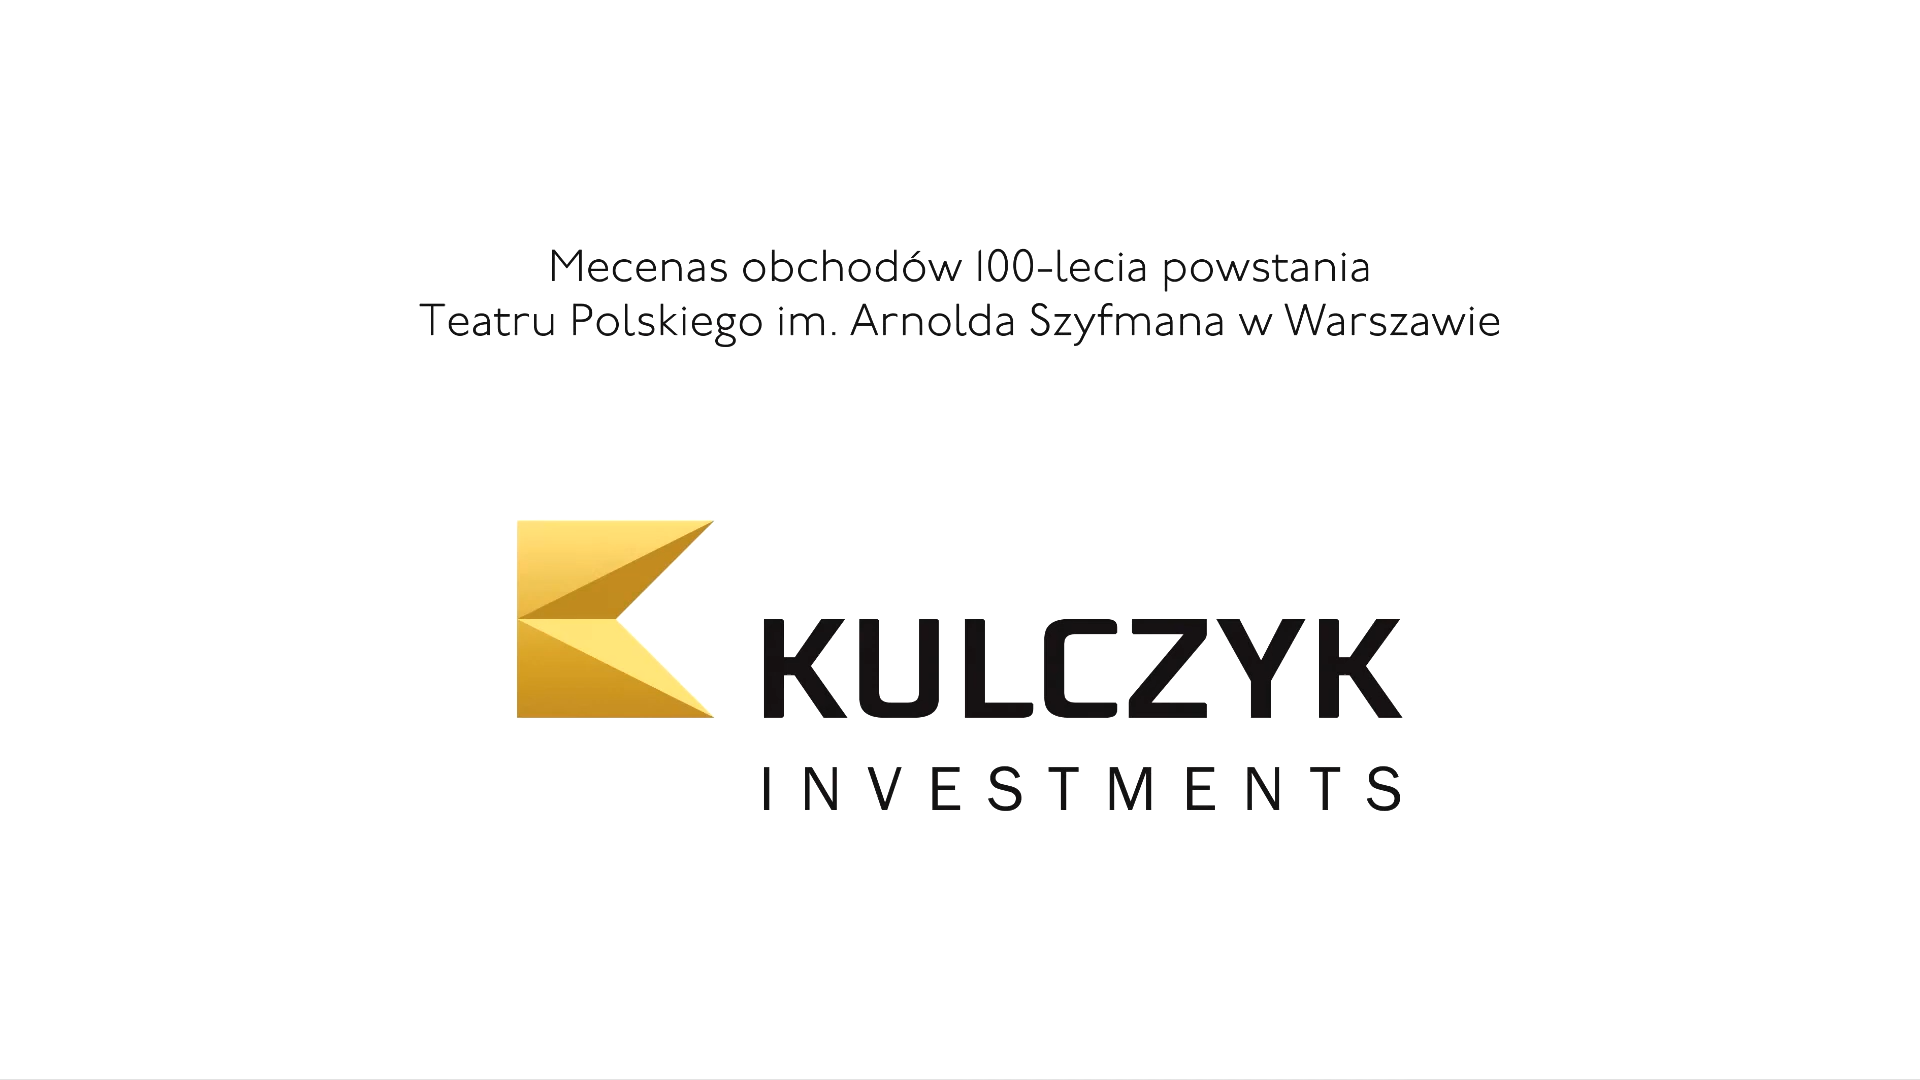 Mecenas obchodów 100-lecia powstania
Teatru Polskiego im. Arnolda Szyfmana w Warszawie
KULCZYK
INVESTMENTS